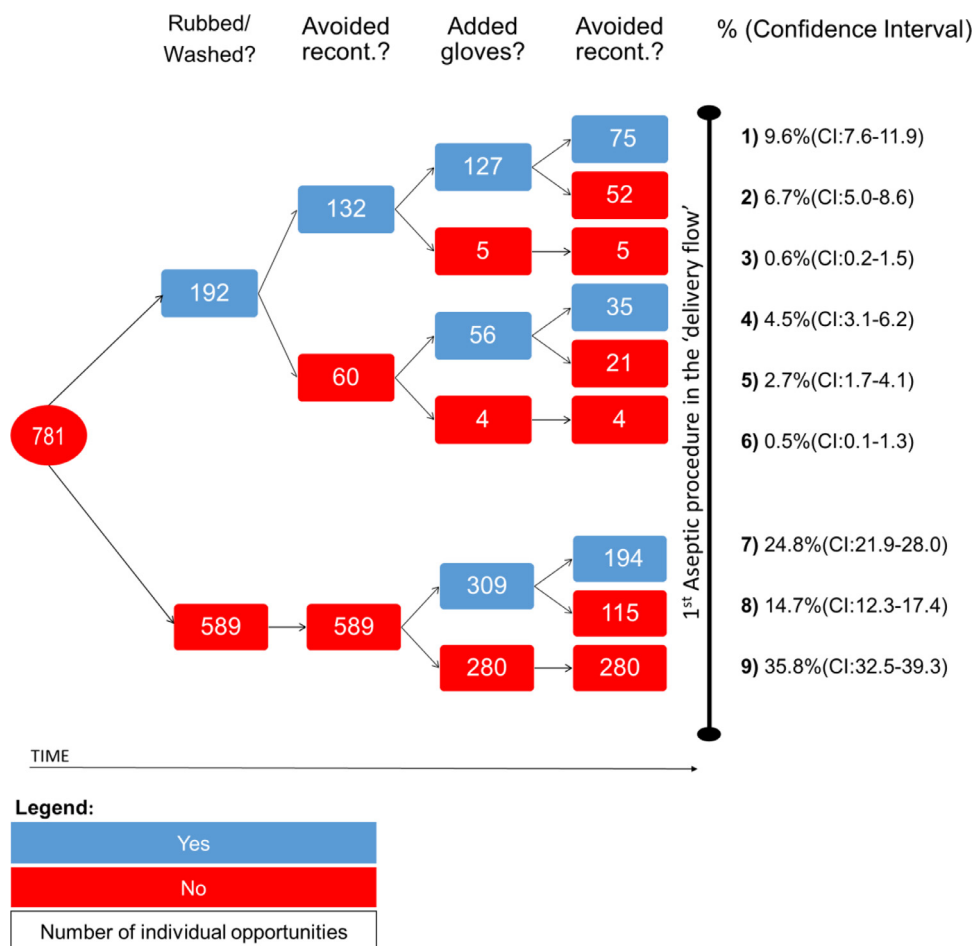 Rubbed/
Washed?
Avoided
recont.?
Added
gloves?
Avoided
recont.?
% (Confidence Interval)
75
127
52
132
5
5
192
35
56
21
60
4
4
781
194
309
115
589
589
280
280
1st Aseptic procedure in the 'delivery flow'
1) 9.6%(CI:7.6-11.9)
2) 6.7%(CI:5.0-8.6)
3) 0.6%(CI:0.2-1.5)
4) 4.5%(CI:3.1-6.2)
5) 2.7%(CI:1.7-4.1)
6) 0.5%(CI:0.1-1.3)
7) 24.8%(CI:21.9-28.0)
8) 14.7%(CI:12.3-17.4)
9) 35.8%(CI:32.5-39.3)
TIME
Legend:
Yes
No
Number of individual opportunities